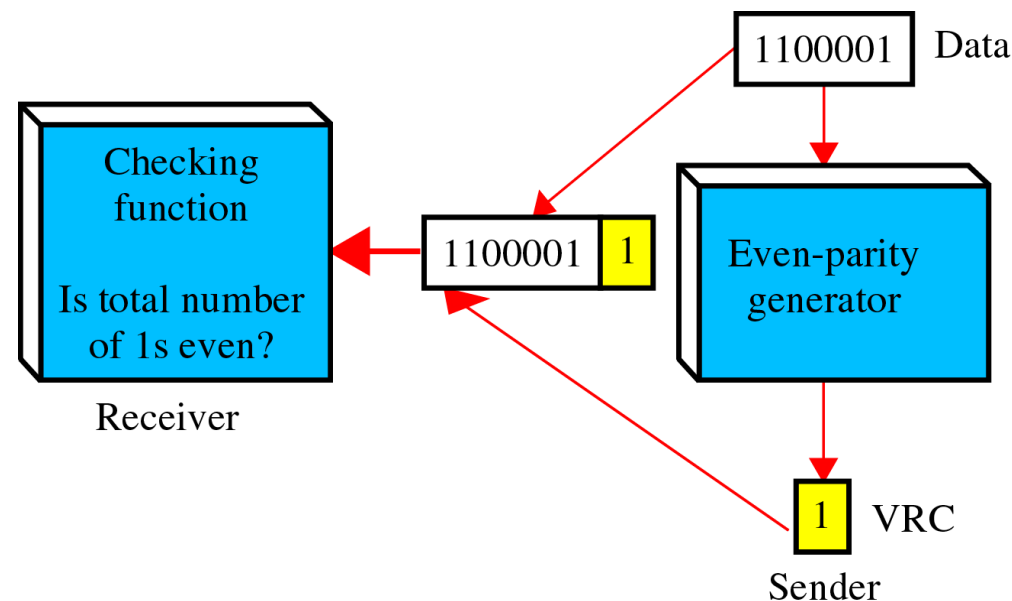 1100001 Data
Checking
function
Is total number
of 1s even?
Receiver
1100001 1
Even-parity
generator
1 VRC
Sender